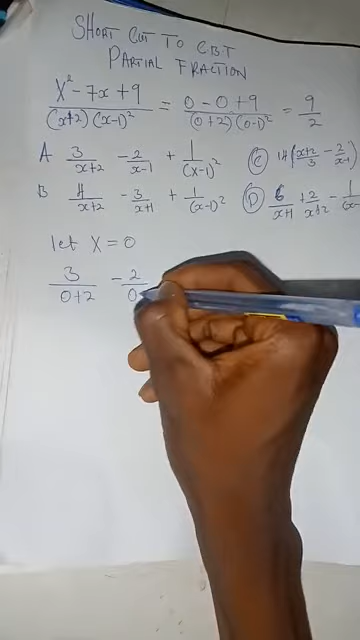 SHORT CUT TO CBT
PARTIAL FRACTION
x² - 7x + 9 / (x+2)(x-1)² = 0 - 0 + 9 / (0+2)(0-1)² = 9/2
A 3/x+2 - 2/x-1 + 1/(x-1)² C 14(x+2/3 - 2/x-1)
B 4/x+2 - 3/x+1 + 1/(x-1)² D 6/x+1 + 2/x+2 - 1/(x-
let X = 0
3/0+2 - 2/0